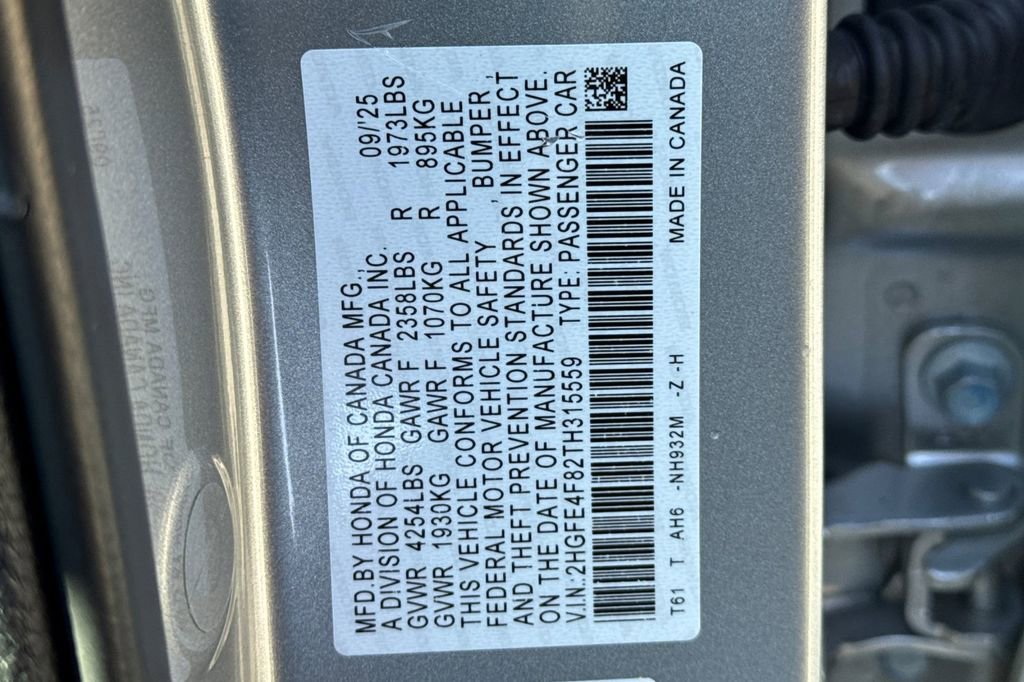 MFD.BY HONDA OF CANADA MFG., 09/'25
A DIVISION OF HONDA CANADA INC.
GVWR 4254LBS GAWR F 2358LBS R 1973LBS
GVWR 1930KG GAWR F 1070KG R 895KG
THIS VEHICLE CONFORMS TO ALL APPLICABLE
FEDERAL MOTOR VEHICLE SAFETY, BUMPER,
AND THEFT PREVENTION STANDARDS, IN EFFECT
ON THE DATE OF MANUFACTURE SHOWN ABOVE.
V.I.N.:2HGFE4F82TH315559 TYPE: PASSENGER CAR
T61 T AH6 -NH932M -Z -H MADE IN CANADA